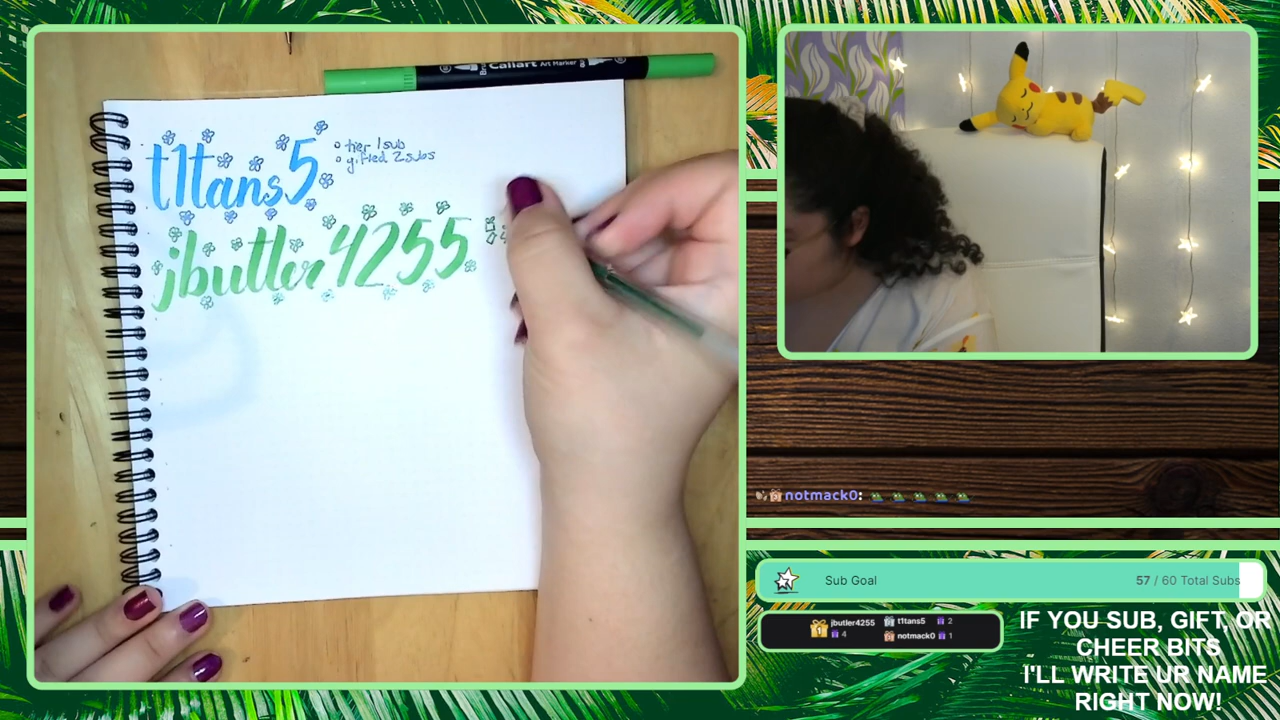 Callart Art Marker
t1tans5
tier 1 sub
gifted 2 subs
jbutler4255
notmack0:
Sub Goal
57 / 60 Total Subs
1 jbutler4255 4
t1tans5 2
notmack0 1
IF YOU SUB, GIFT, OR
CHEER BITS
I'LL WRITE UR NAME
RIGHT NOW!